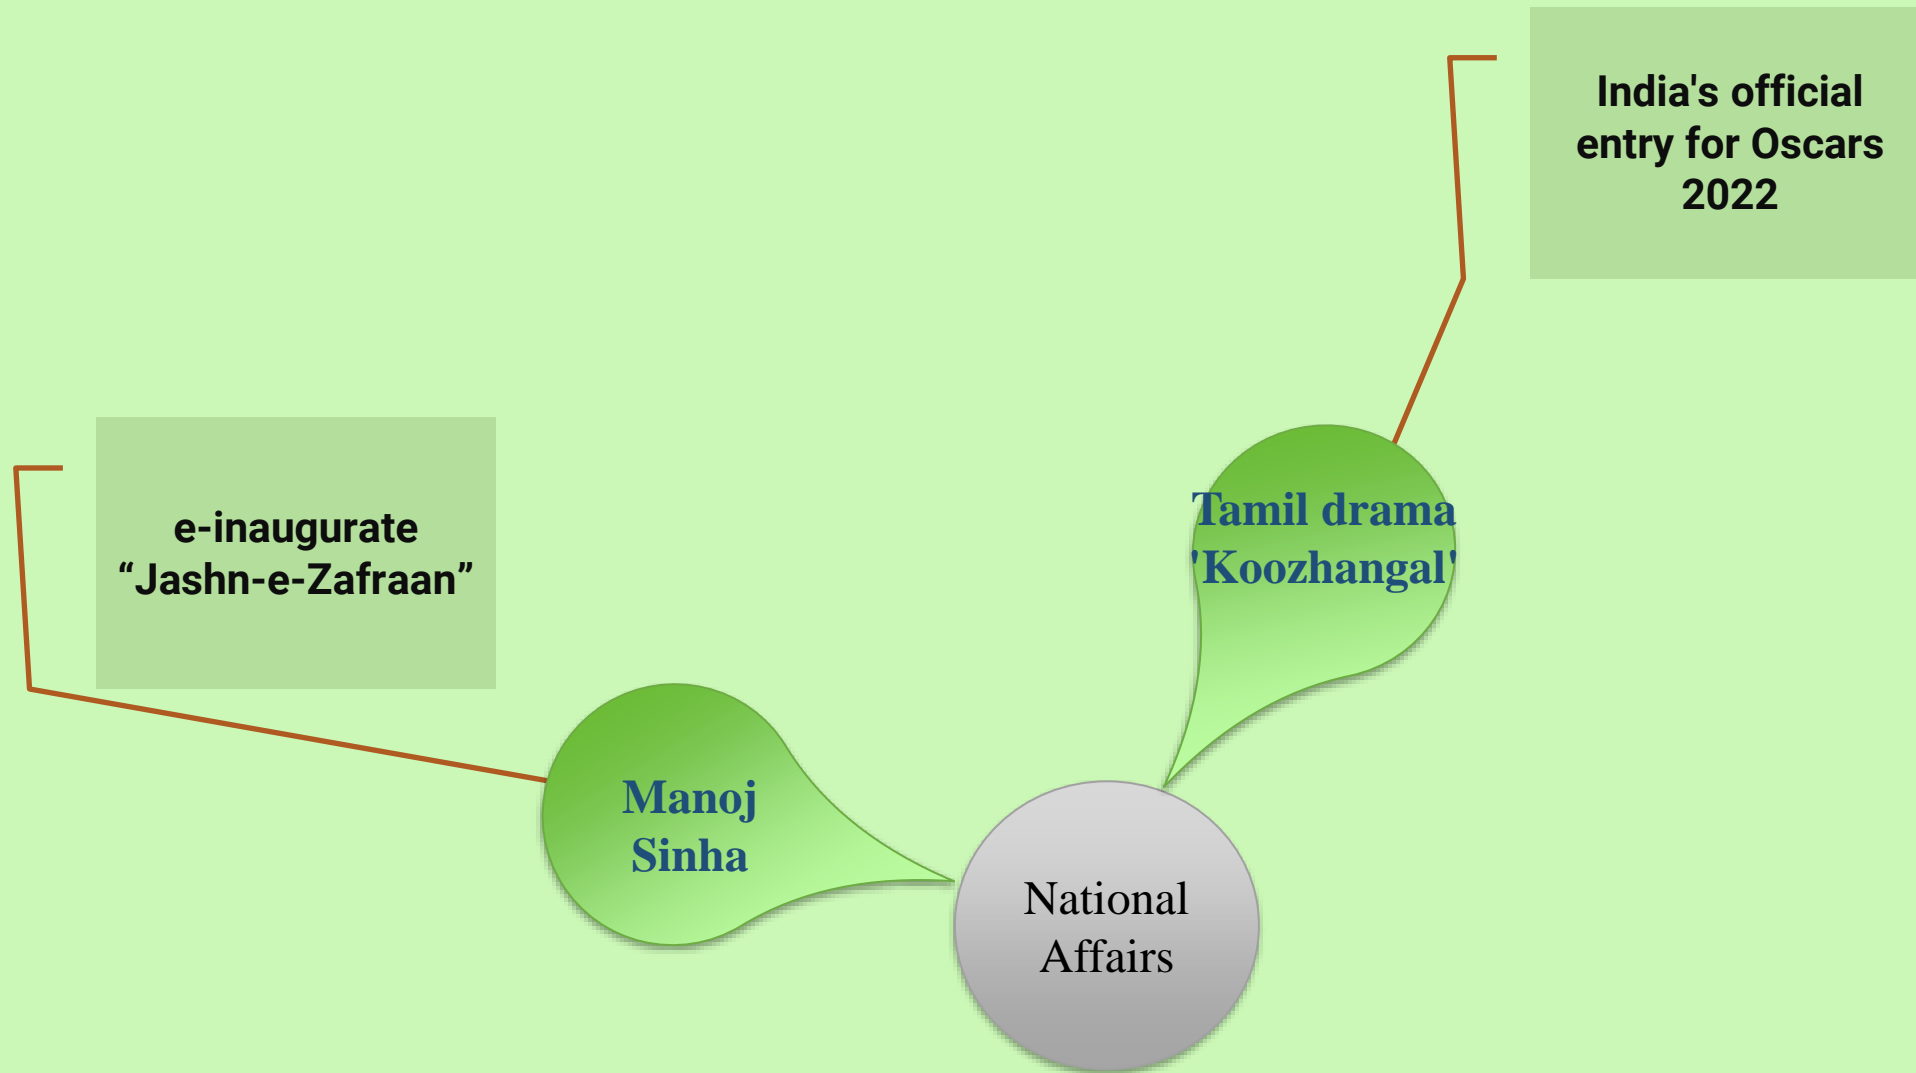 India's official
entry for Oscars
2022
e-inaugurate
“Jashn-e-Zafraan”
Tamil drama
'Koozhangal'
Manoj
Sinha
National
Affairs